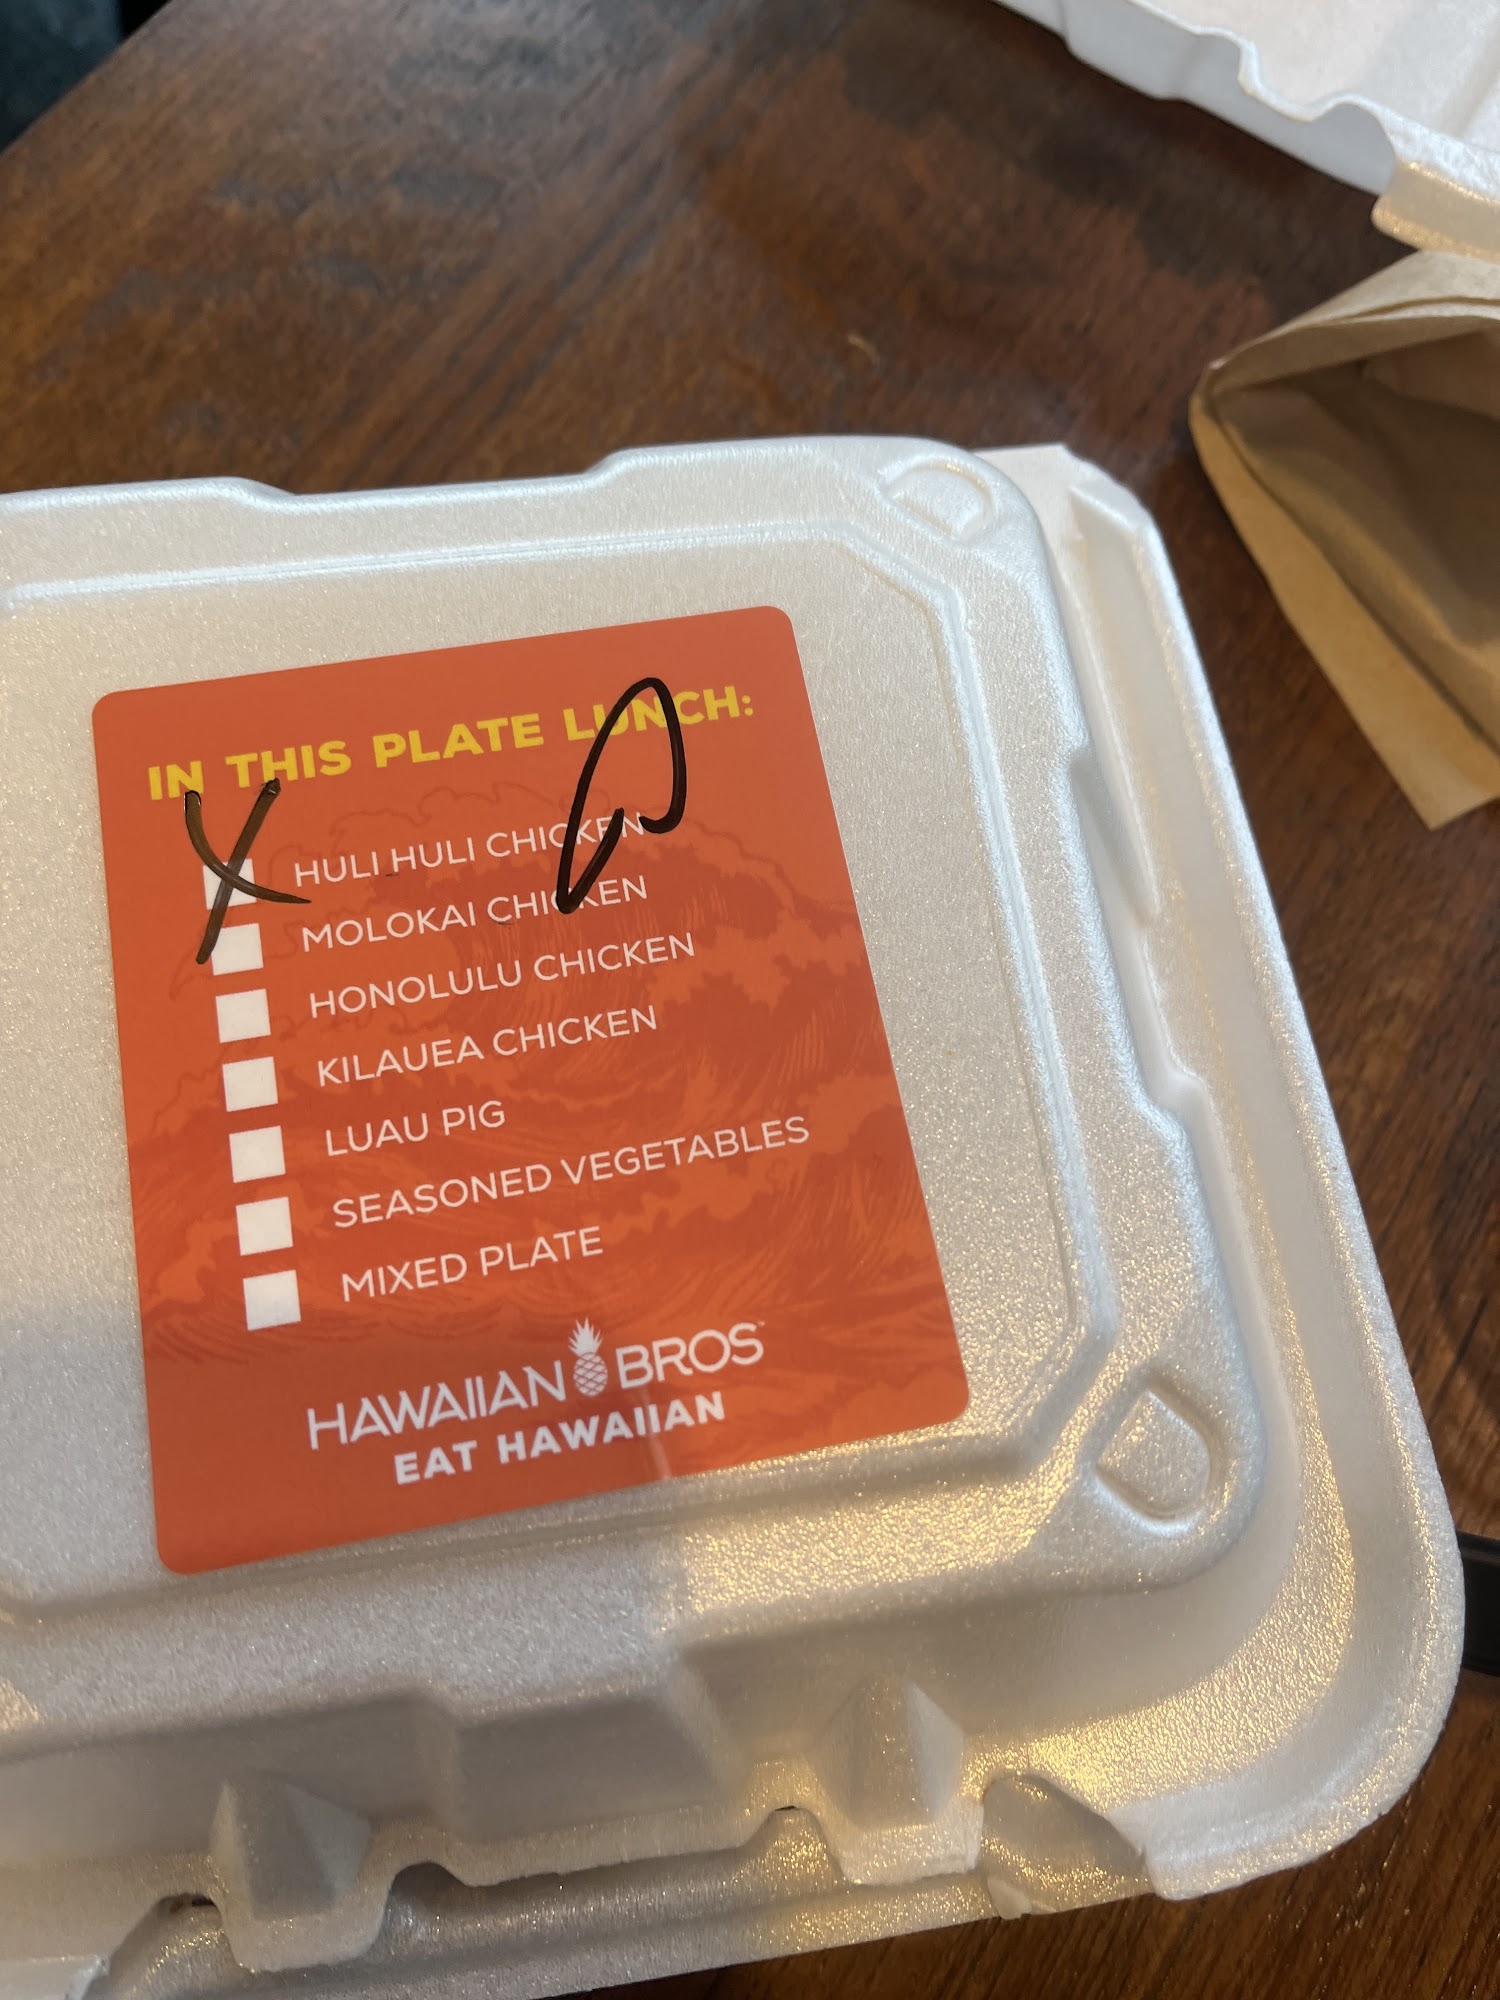 IN THIS PLATE LUNCH:
X
HULI HULI CHICKEN
MOLOKAI CHICKEN
HONOLULU CHICKEN
KILAUEA CHICKEN
LUAU PIG
SEASONED VEGETABLES
MIXED PLATE
HAWAIIAN BROS™
EAT HAWAIIAN